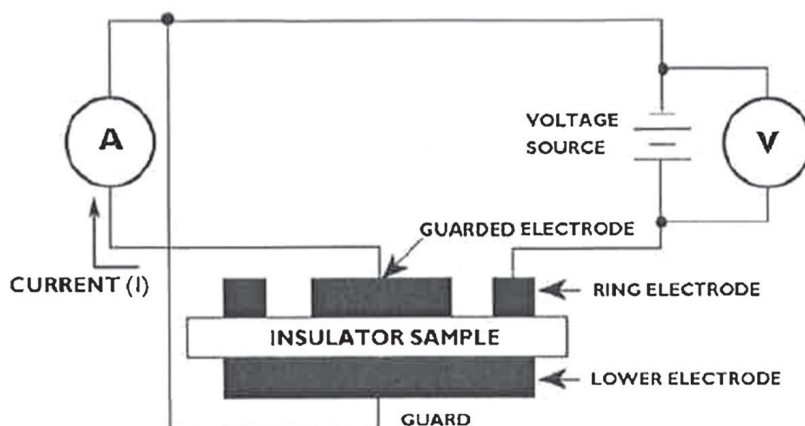 A
VOLTAGE
SOURCE
V
GUARDED ELECTRODE
CURRENT (I)
RING ELECTRODE
INSULATOR SAMPLE
LOWER ELECTRODE
GUARD